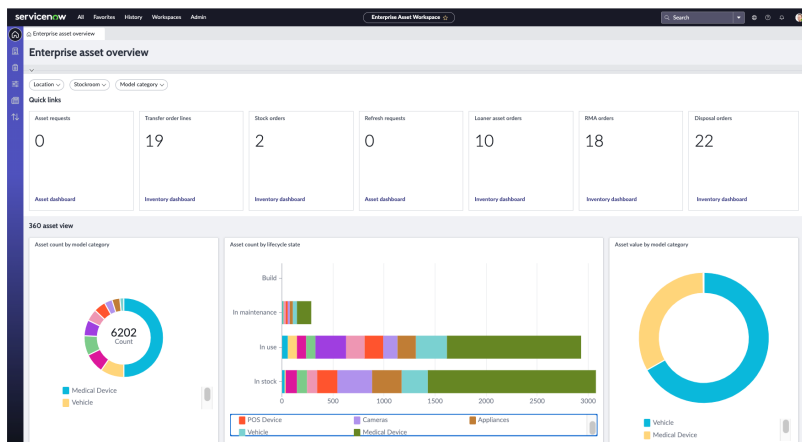 servicenow All Favorites History Workspaces Admin Enterprise Asset Workspace ☆ Search
Enterprise asset overview
Enterprise asset overview
Location Stockroom Model category
Quick links
Asset requests Transfer order lines Stock orders Refresh requests Loaner asset orders RMA orders Disposal orders
0 19 2 0 10 18 22
Asset dashboard Inventory dashboard Inventory dashboard Asset dashboard Inventory dashboard Inventory dashboard Inventory dashboard
360 asset view
Asset count by model category
6202
Count
Medical Device
Vehicle
Asset count by lifecycle state
Build
In maintenance
In use
In stock
0 500 1000 1500 2000 2500 3000
POS Device Cameras Appliances
Vehicle Medical Device
Asset value by model category
Vehicle
Medical Device